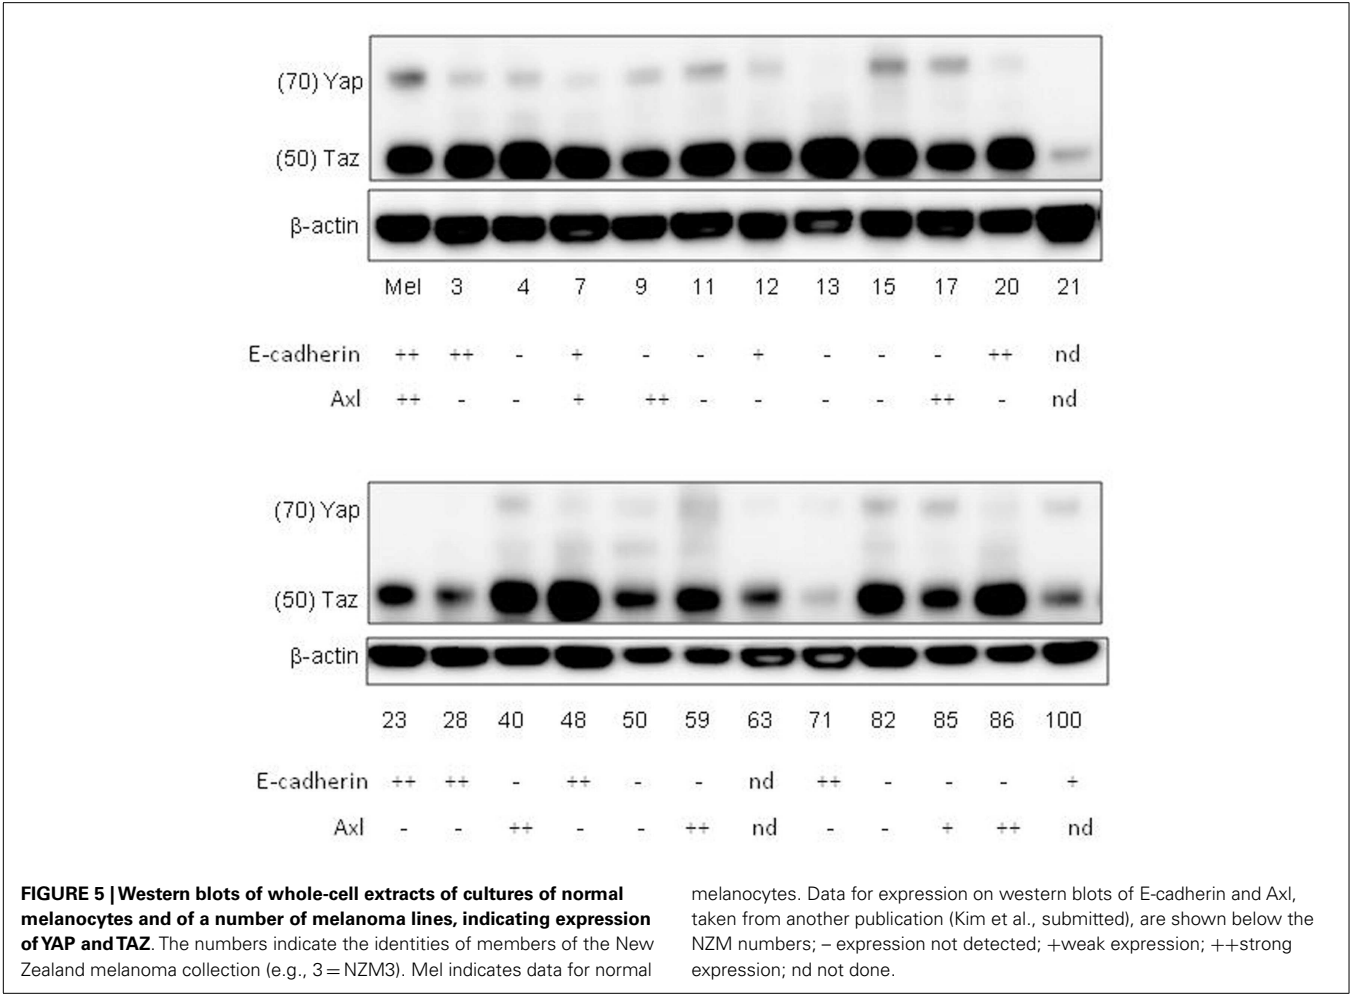 (70) Yap
(50) Taz
β-actin
Mel 3 4 7 9 11 12 13 15 17 20 21
E-cadherin ++ ++ - + - - + - - - ++ nd
Axl ++ - - + ++ - - - - ++ - nd
(70) Yap
(50) Taz
β-actin
23 28 40 48 50 59 63 71 82 85 86 100
E-cadherin ++ ++ - ++ - - nd ++ - - - +
Axl - - ++ - - ++ nd - - + ++ nd
FIGURE 5 | Western blots of whole-cell extracts of cultures of normal
melanocytes and of a number of melanoma lines, indicating expression
of YAP and TAZ. The numbers indicate the identities of members of the New
Zealand melanoma collection (e.g., 3 = NZM3). Mel indicates data for normal
melanocytes. Data for expression on western blots of E-cadherin and Axl,
taken from another publication (Kim et al., submitted), are shown below the
NZM numbers; – expression not detected; +weak expression; ++strong
expression; nd not done.